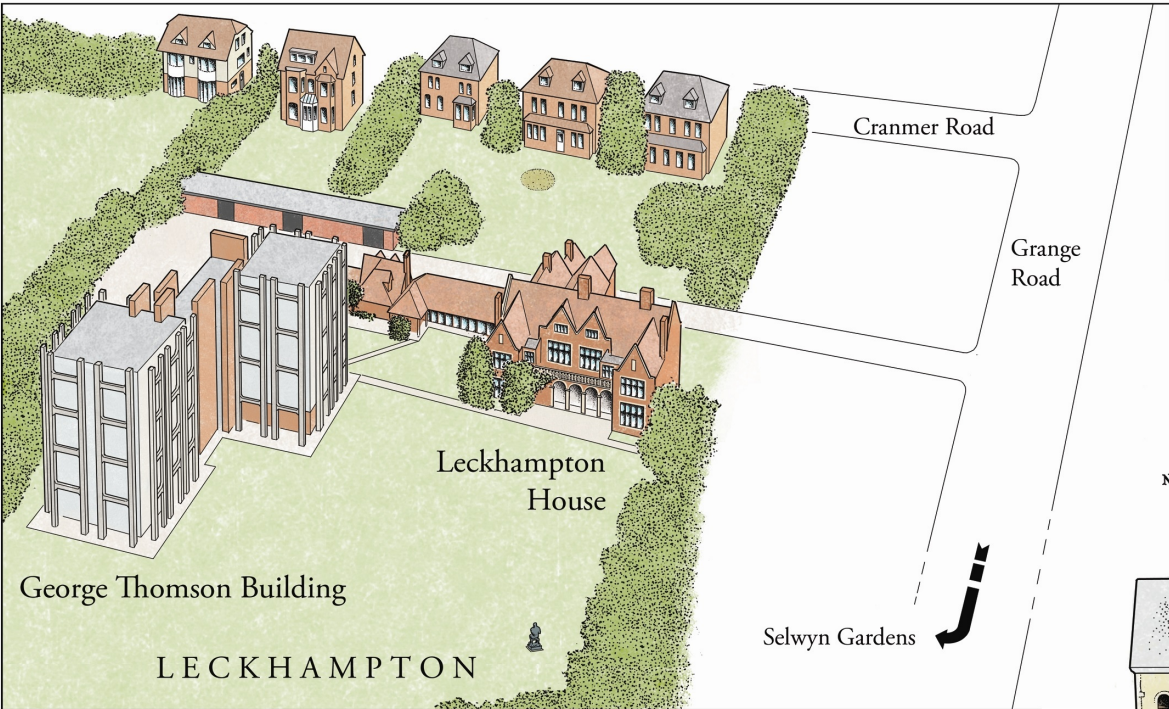 Cranmer Road
Grange
Road
Leckhampton
House
George Thomson Building
Selwyn Gardens
LECKHAMPTON
N